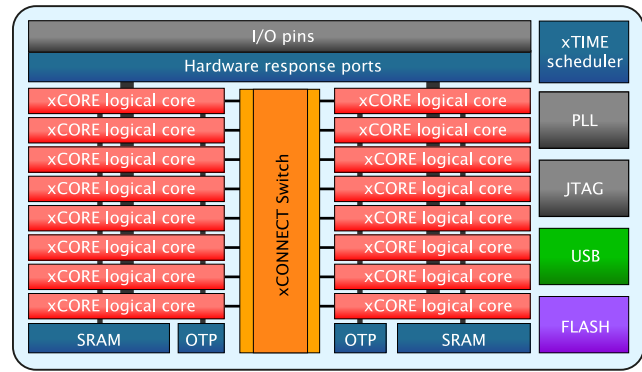 I/O pins
Hardware response ports
xTIME
scheduler
xCORE logical core
xCORE logical core
xCORE logical core
xCORE logical core
xCORE logical core
xCORE logical core
xCORE logical core
xCORE logical core
xCONNECT Switch
xCORE logical core
xCORE logical core
xCORE logical core
xCORE logical core
xCORE logical core
xCORE logical core
xCORE logical core
xCORE logical core
PLL
JTAG
USB
FLASH
SRAM
OTP
OTP
SRAM